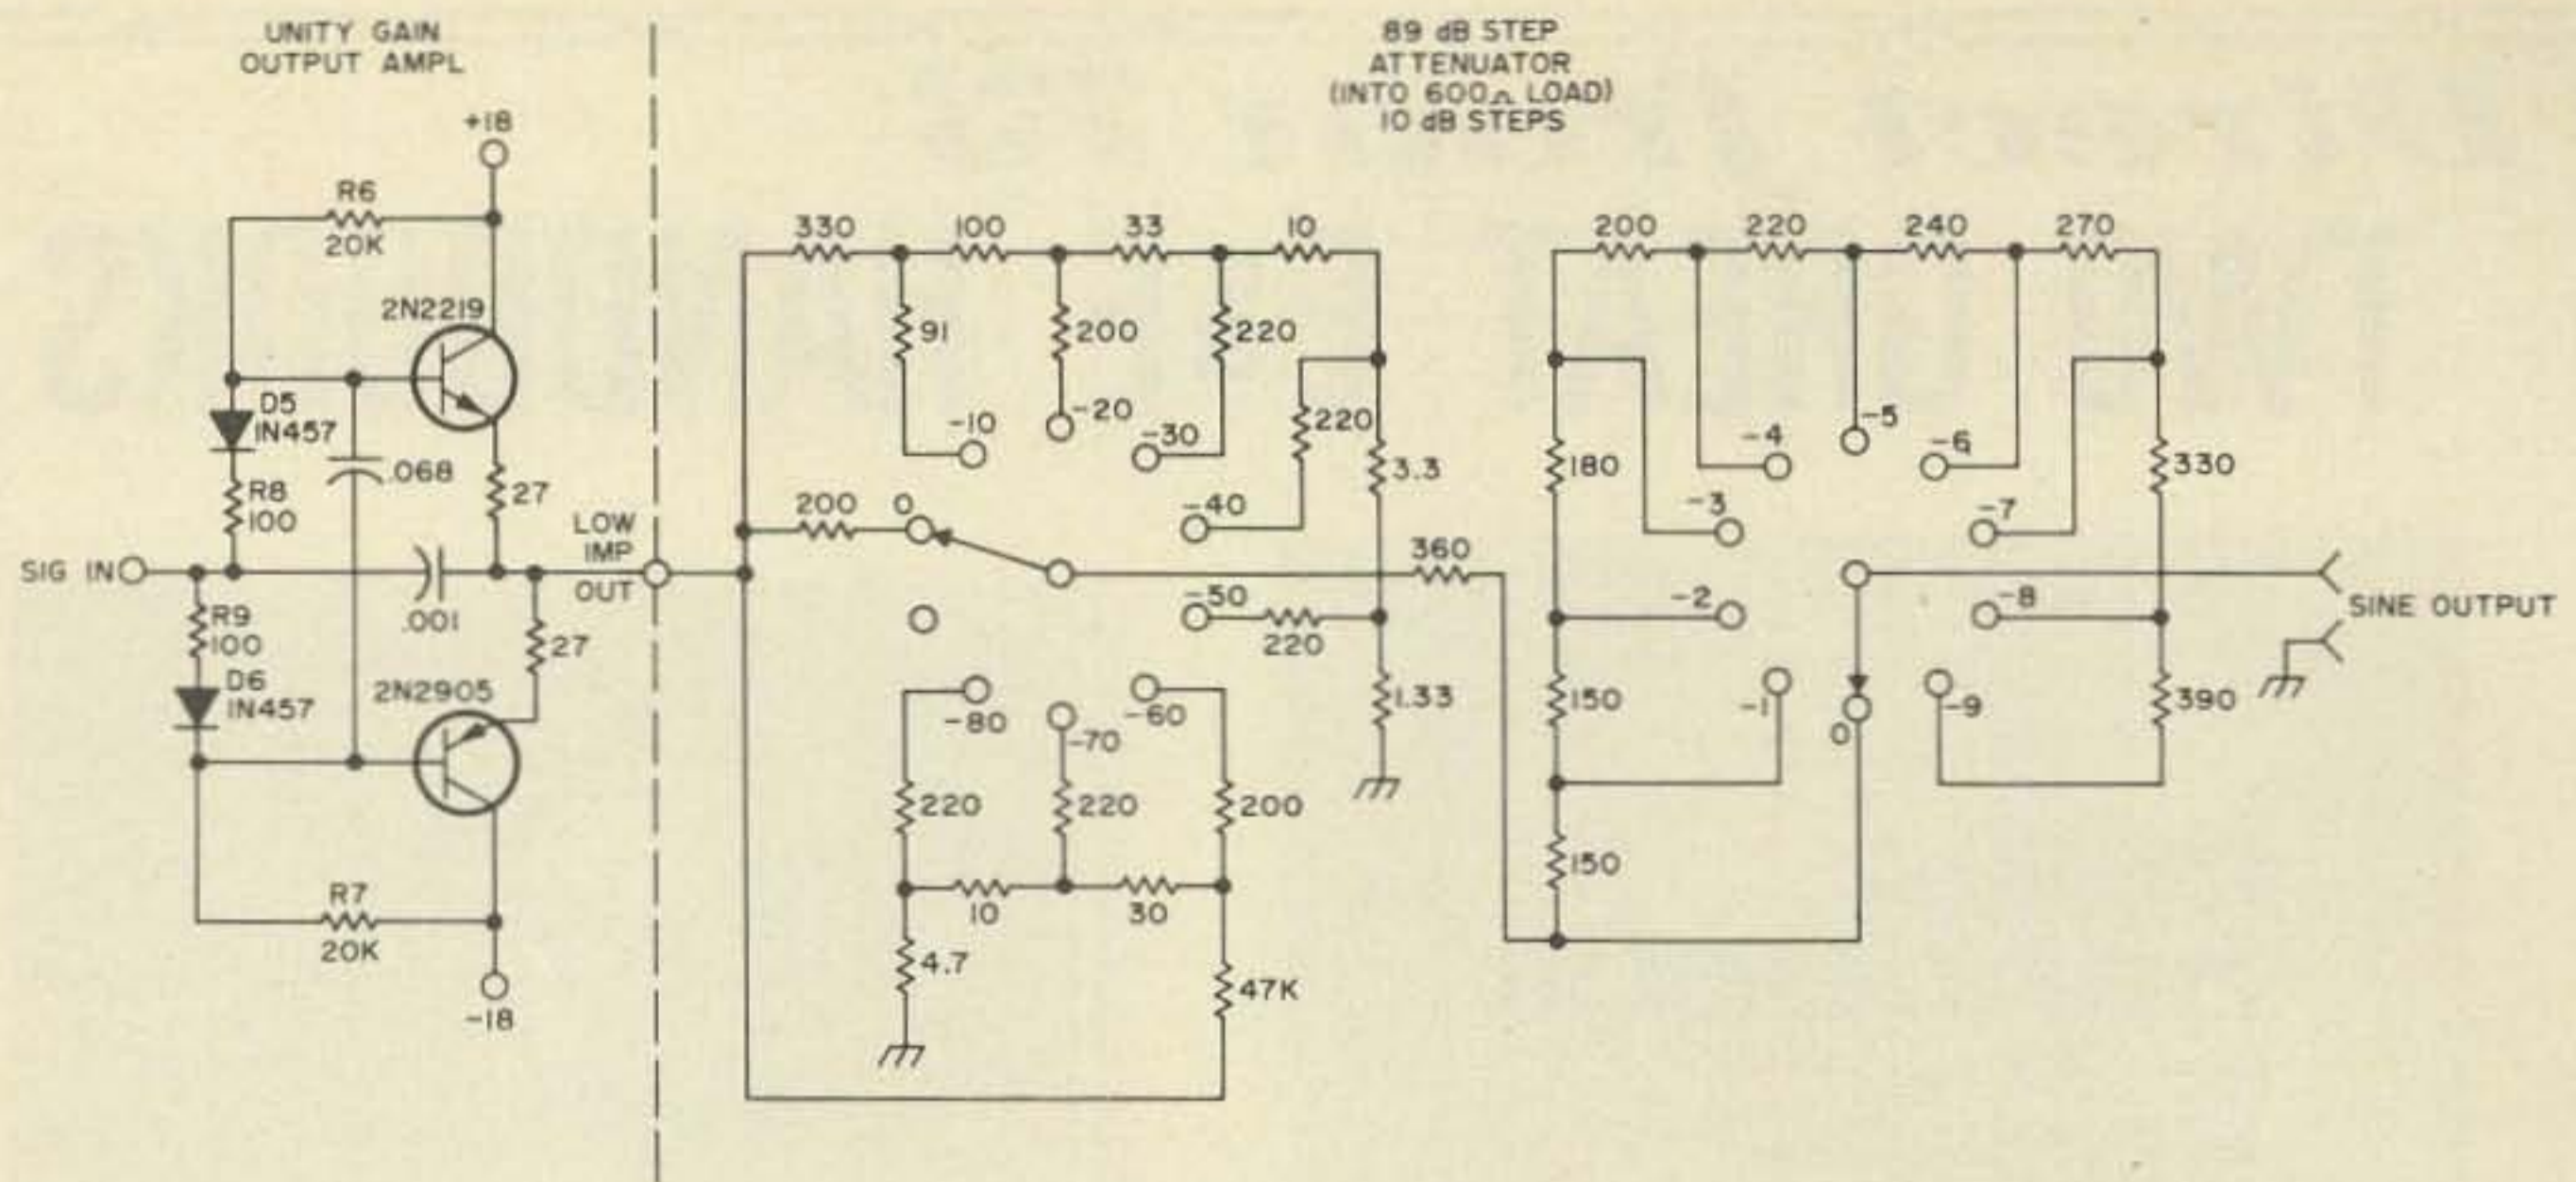 UNITY GAIN
OUTPUT AMPL
89 dB STEP
ATTENUATOR
(INTO 600Ω LOAD)
10 dB STEPS
+18
R6
20K
2N2219
D5
IN457
.068
R8
100
27
SIG IN
LOW
IMP
OUT
.001
R9
100
27
D6
IN457
2N2905
R7
20K
-18
330
100
33
10
91
200
220
-10
-20
-30
220
3.3
200
0
-40
360
-50
220
1.33
-80
-70
-60
220
220
200
10
30
4.7
47K
200
220
240
270
-4
-5
-6
180
330
-3
-7
-2
-8
SINE OUTPUT
150
-1
0
-9
390
150